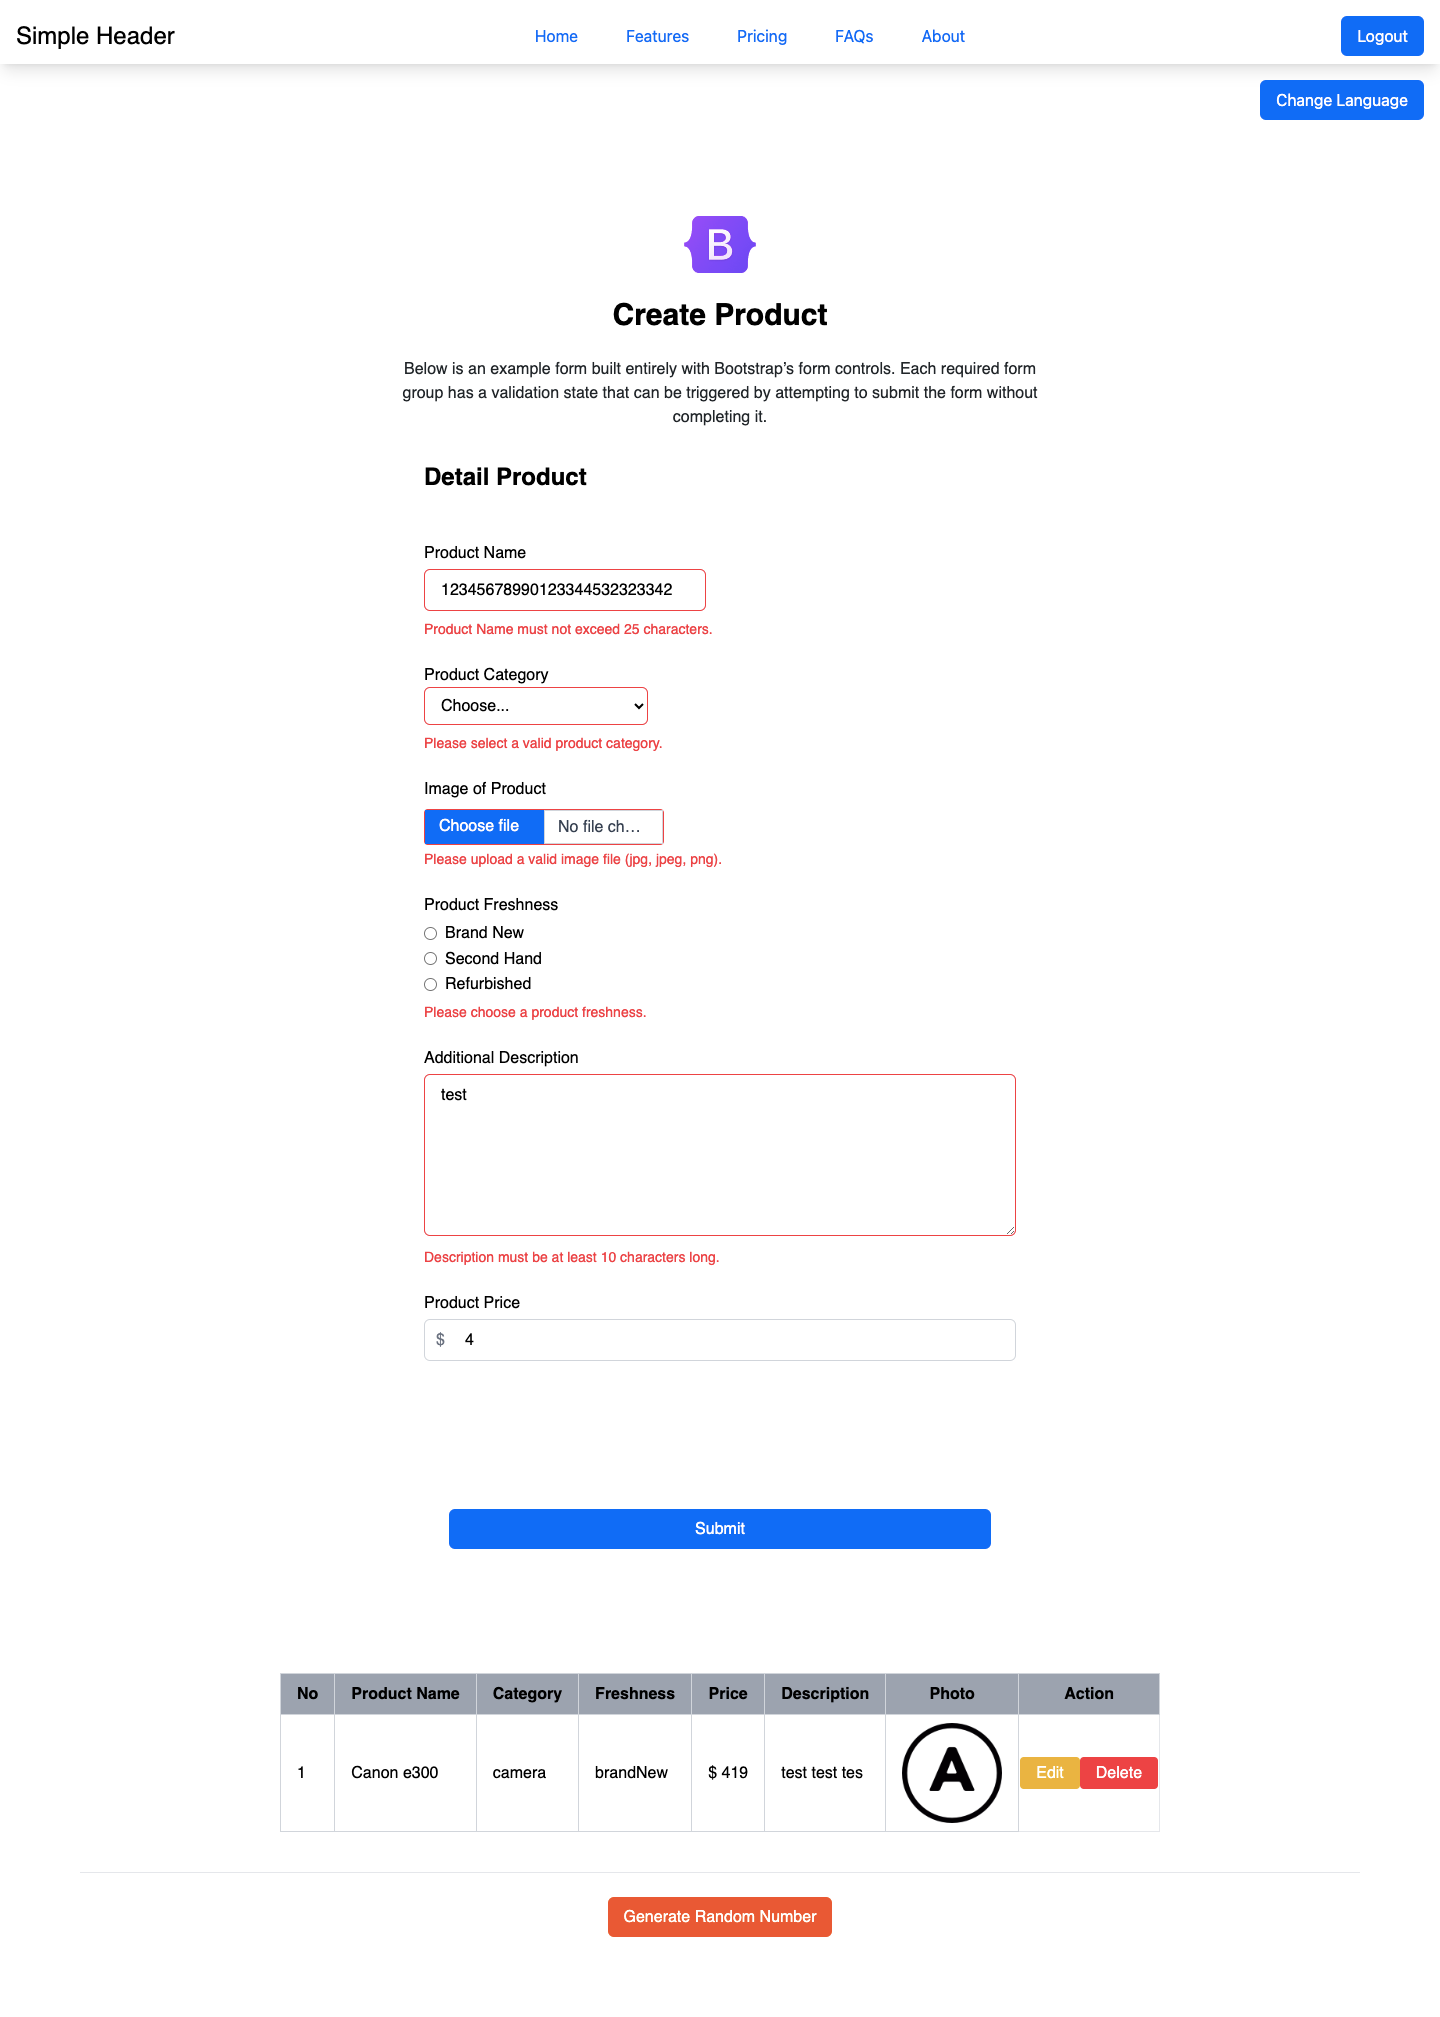 Simple Header
Home Features Pricing FAQs About
Logout
Change Language
B
Create Product
Below is an example form built entirely with Bootstrap’s form controls. Each required form
group has a validation state that can be triggered by attempting to submit the form without
completing it.
Detail Product
Product Name
12345678990123344532323342
Product Name must not exceed 25 characters.
Product Category
Choose...
Please select a valid product category.
Image of Product
Choose file No file ch…
Please upload a valid image file (jpg, jpeg, png).
Product Freshness
Brand New
Second Hand
Refurbished
Please choose a product freshness.
Additional Description
test
Description must be at least 10 characters long.
Product Price
$ 4
Submit
No Product Name Category Freshness Price Description Photo Action
1 Canon e300 camera brandNew $ 419 test test tes A Edit Delete
Generate Random Number